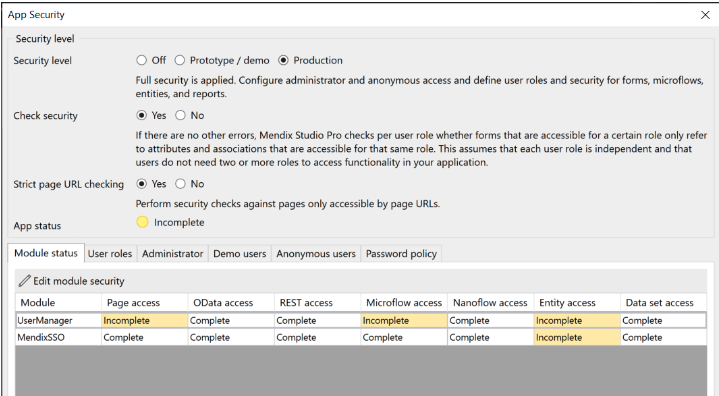 App Security
Security level
Security level Off Prototype / demo Production
Full security is applied. Configure administrator and anonymous access and define user roles and security for forms, microflows,
entities, and reports.
Check security Yes No
If there are no other errors, Mendix Studio Pro checks per user role whether forms that are accessible for a certain role only refer
to attributes and associations that are accessible for that same role. This assumes that each user role is independent and that
users do not need two or more roles to access functionality in your application.
Strict page URL checking Yes No
Perform security checks against pages only accessible by page URLs.
App status Incomplete
Module status User roles Administrator Demo users Anonymous users Password policy
Edit module security
Module Page access OData access REST access Microflow access Nanoflow access Entity access Data set access
UserManager Incomplete Complete Complete Incomplete Complete Incomplete Complete
MendixSSO Complete Complete Complete Complete Complete Incomplete Complete